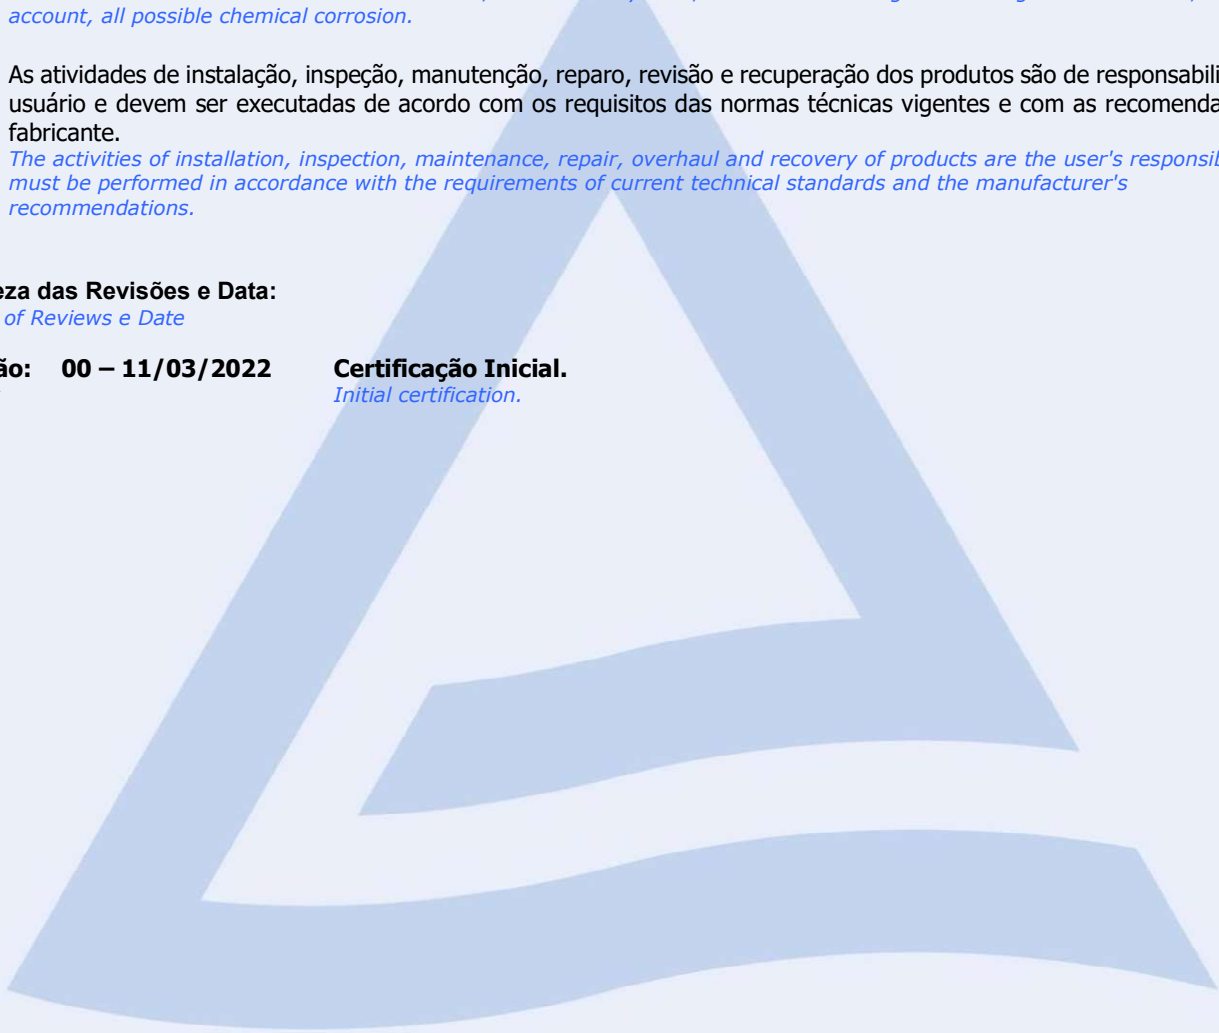 account, all possible chemical corrosion.
As atividades de instalação, inspeção, manutenção, reparo, revisão e recuperação dos produtos são de responsabili
usuário e devem ser executadas de acordo com os requisitos das normas técnicas vigentes e com as recomenda
fabricante.
The activities of installation, inspection, maintenance, repair, overhaul and recovery of products are the user's responsib
must be performed in accordance with the requirements of current technical standards and the manufacturer's
recommendations.
eza das Revisões e Data:
of Reviews e Date
ão: 00 – 11/03/2022 Certificação Inicial.
Initial certification.